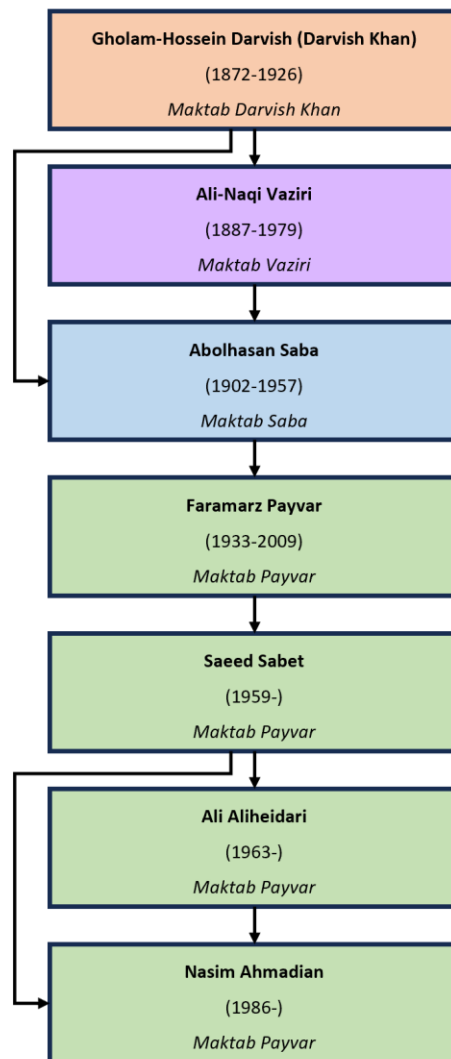 Gholam-Hossein Darvish (Darvish Khan)
(1872-1926)
Maktab Darvish Khan
Ali-Naqi Vaziri
(1887-1979)
Maktab Vaziri
Abolhasan Saba
(1902-1957)
Maktab Saba
Faramarz Payvar
(1933-2009)
Maktab Payvar
Saeed Sabet
(1959-)
Maktab Payvar
Ali Aliheidari
(1963-)
Maktab Payvar
Nasim Ahmadian
(1986-)
Maktab Payvar